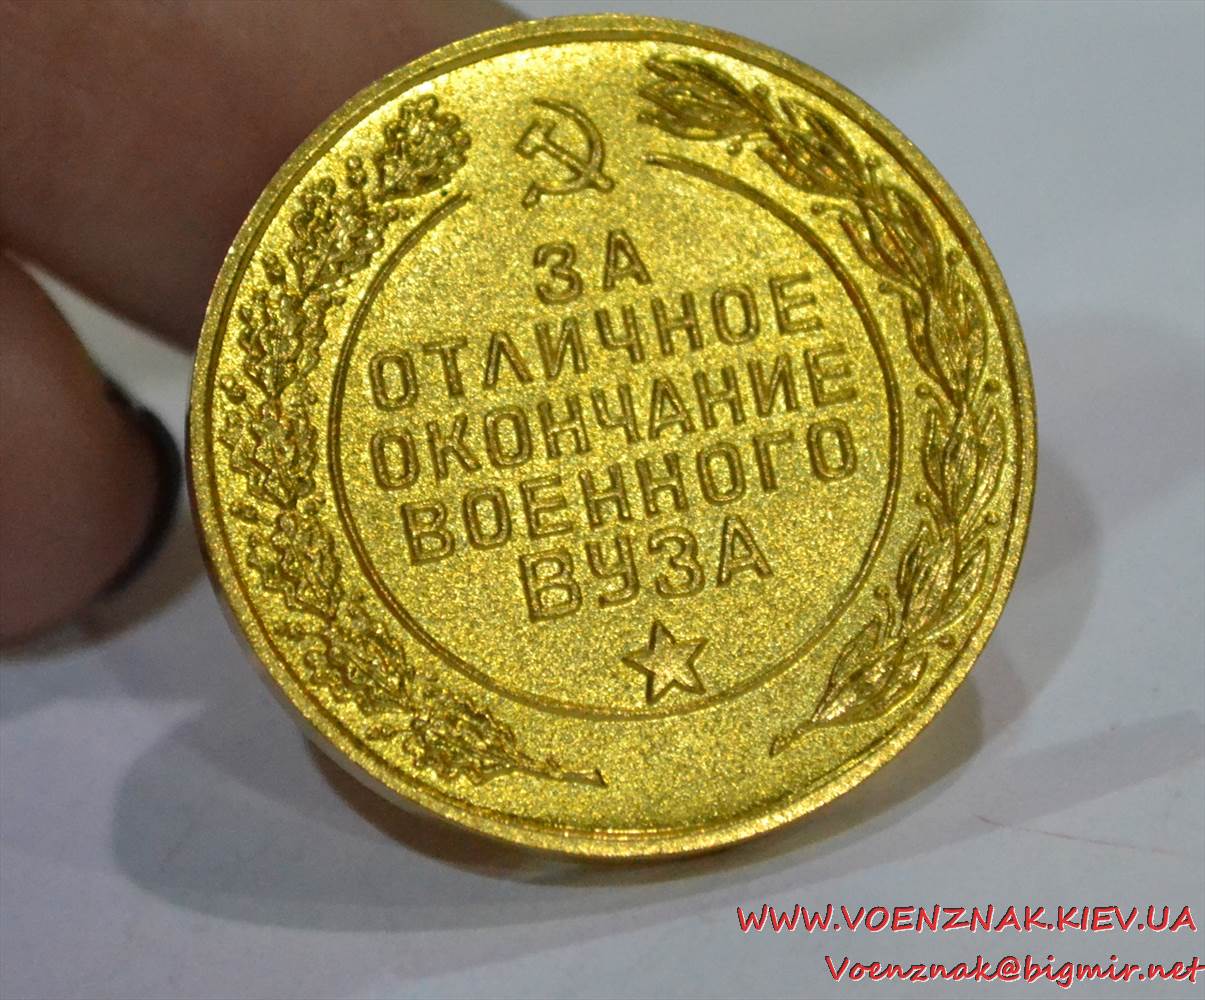 ЗА
ОТЛИЧНОЕ
ОКОНЧАНИЕ
ВОЕННОГО
ВУЗА
WWW.VOENZNAK.KIEV.UA
Voenznak@bigmir.net